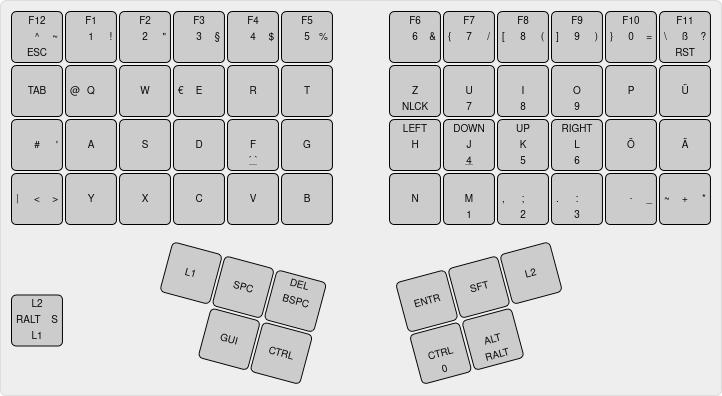 F12 F1 F2 F3 F4 F5 F6 F7 F8 F9 F10 F11
^ ~ 1 ! 2 " 3 § 4 $ 5 % 6 & { 7 / [ 8 ( ] 9 ) } 0 = \ ß ?
ESC RST
TAB @ Q W € E R T Z U I O P Ü
NLCK 7 8 9
LEFT DOWN UP RIGHT
# ' A S D F G H J K L Ö Ä
4 5 6
| < > Y X C V B N M , ; . : - _ ~ + *
1 2 3
L1 SPC DEL
BSPC
GUI CTRL
ENTR SFT L2
CTRL ALT
0 RALT
L2
RALT S
L1